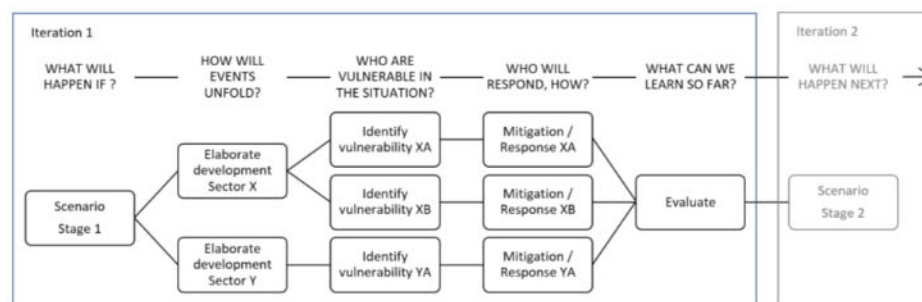 Iteration 1
Iteration 2
WHAT WILL
HAPPEN IF ?
HOW WILL
EVENTS
UNFOLD?
WHO ARE
VULNERABLE IN
THE SITUATION?
WHO WILL
RESPOND, HOW?
WHAT CAN WE
LEARN SO FAR?
WHAT WILL
HAPPEN NEXT?
Scenario
Stage 1
Elaborate
development
Sector X
Elaborate
development
Sector Y
Identify
vulnerability XA
Identify
vulnerability XB
Identify
vulnerability YA
Mitigation /
Response XA
Mitigation /
Response XB
Mitigation /
Response YA
Evaluate
Scenario
Stage 2